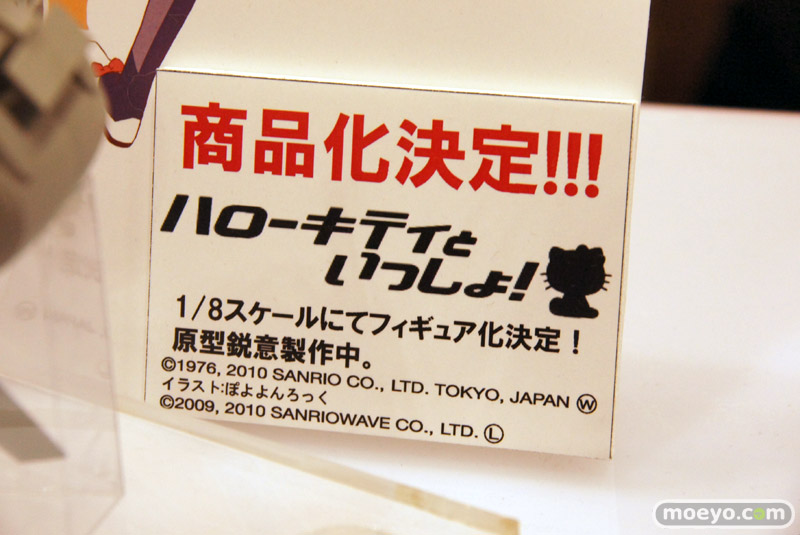 商品化決定!!!
ハローキティと
いっしょ!
1/8スケールにてフィギュア化決定！
原型鋭意製作中。
©1976, 2010 SANRIO CO., LTD. TOKYO, JAPAN Ⓦ
イラスト:ぽよよんろっく
©2009, 2010 SANRIOWAVE CO., LTD. Ⓛ
moeyo.com